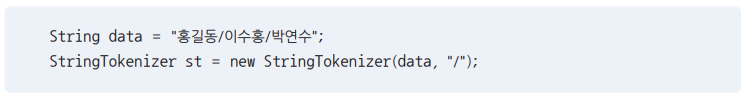 String data = "홍길동/이수홍/박연수";
StringTokenizer st = new StringTokenizer(data, "/");